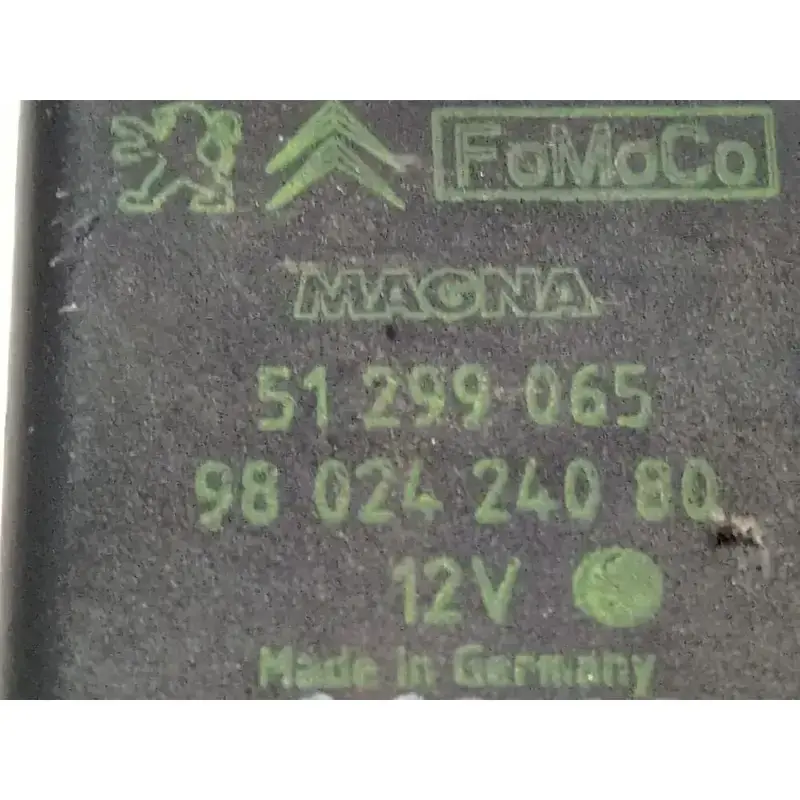 FoMoCo
MAGNA
51 299 065
98 024 240 80
12V
Made in Germany